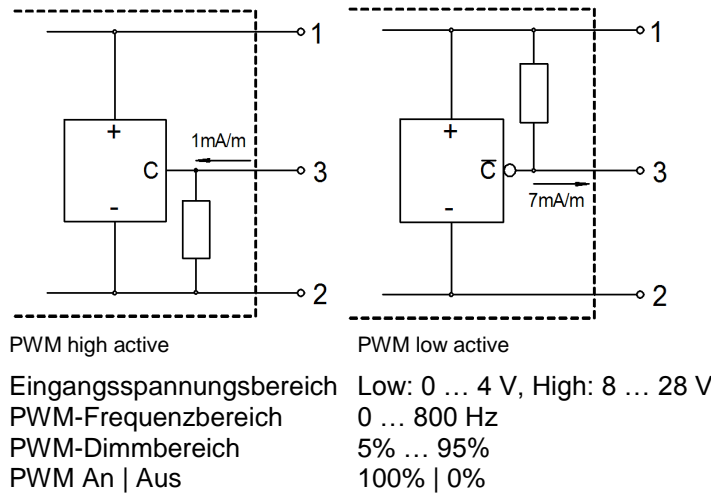 1
+
1mA/m
C
3
-
2
1
+
C̅
3
7mA/m
-
2
PWM high active
PWM low active
Eingangsspannungsbereich Low: 0 … 4 V, High: 8 … 28 V
PWM-Frequenzbereich 0 … 800 Hz
PWM-Dimmbereich 5% … 95%
PWM An | Aus 100% | 0%